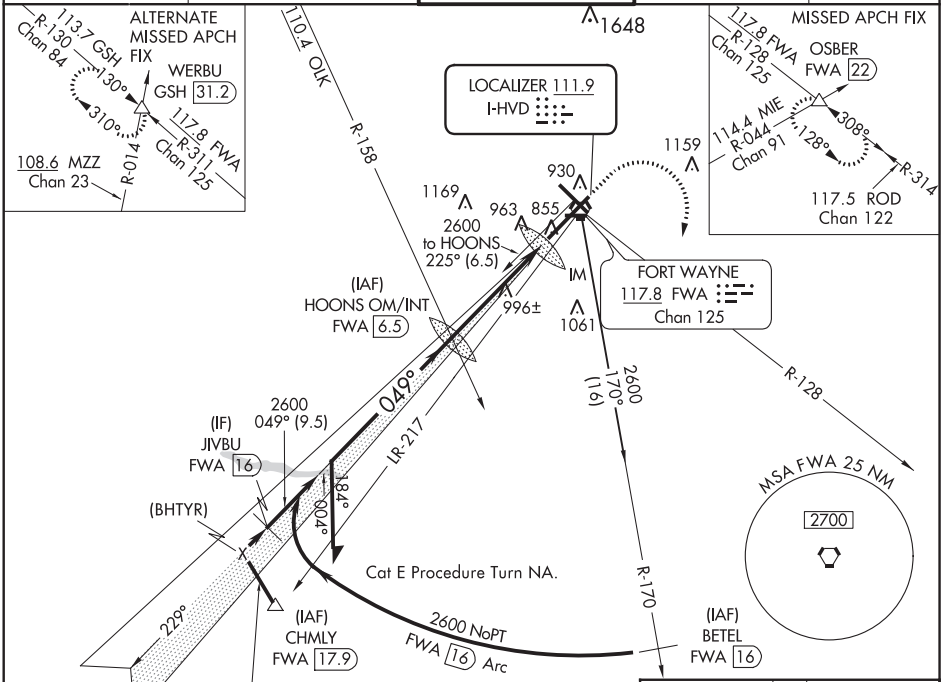 ALTERNATE
MISSED APCH
FIX
113.7 GSH
R-130
Chan 84
130°
310°
WERBU
GSH 31.2
117.8 FWA
R-311
Chan 125
R-014
108.6 MZZ
Chan 23
110.4 OLK
R-158
1648
LOCALIZER 111.9
I-HVD
MISSED APCH FIX
117.8 FWA
R-128
Chan 125
OSBER
FWA 22
114.4 MIE
R-044
Chan 91
308°
128°
R-314
117.5 ROD
Chan 122
1159
930
1169
963
855
2600
to HOONS
225° (6.5)
IM
FORT WAYNE
117.8 FWA
Chan 125
(IAF)
HOONS OM/INT
FWA 6.5
996±
1061
2600
170°
(16)
R-128
049°
LR-217
2600
049° (9.5)
(IF)
JIVBU
FWA 16
184°
004°
(BHTYR)
X
MSA FWA 25 NM
2700
Cat E Procedure Turn NA.
R-170
229°
(IAF)
CHMLY
FWA 17.9
2600 NoPT
FWA 16 Arc
(IAF)
BETEL
FWA 16